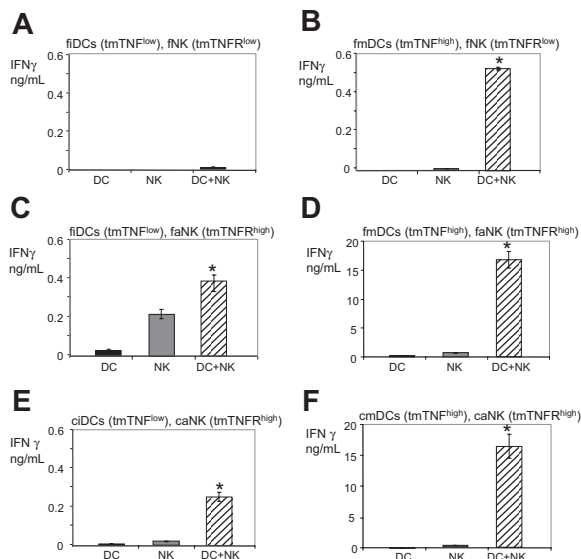 A
fiDCs (tmTNFlow), fNK (tmTNFRlow)
IFNγ
ng/mL
0.6
0.4
0.2
0
DC NK DC+NK
B
fmDCs (tmTNFhigh), fNK (tmTNFRlow)
IFNγ
ng/mL
0.6
0.4
0.2
0
*
DC NK DC+NK
C
fiDCs (tmTNFlow), faNK (tmTNFRhigh)
IFNγ
ng/mL
0.6
0.4
0.2
0
*
DC NK DC+NK
D
fmDCs (tmTNFhigh), faNK (tmTNFRhigh)
IFNγ
ng/mL
20
15
10
5
0
*
DC NK DC+NK
E
ciDCs (tmTNFlow), caNK (tmTNFRhigh)
IFN γ
ng/mL
0.6
0.4
0.2
0
*
DC NK DC+NK
F
cmDCs (tmTNFhigh), caNK (tmTNFRhigh)
IFN γ
ng/mL
20
15
10
5
0
*
DC NK DC+NK